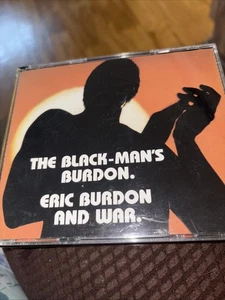 THE BLACK-MAN'S
BURDON.
ERIC BURDON
AND WAR.